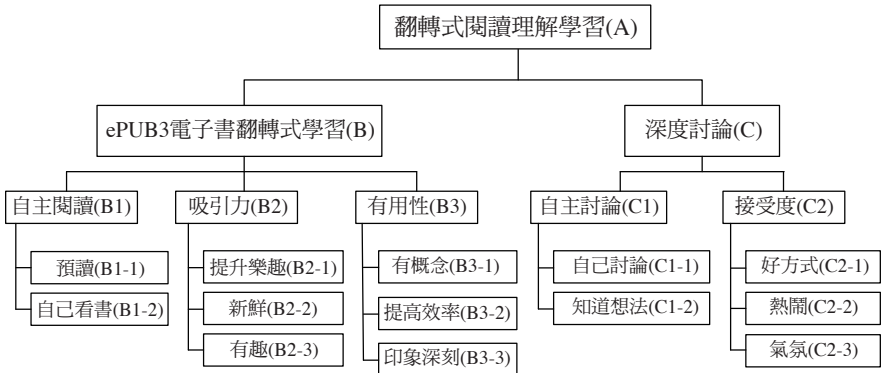 翻轉式閱讀理解學習(A)
ePUB3電子書翻轉式學習(B)
深度討論(C)
自主閱讀(B1)
吸引力(B2)
有用性(B3)
自主討論(C1)
接受度(C2)
預讀(B1-1)
自己看書(B1-2)
提升樂趣(B2-1)
新鮮(B2-2)
有趣(B2-3)
有概念(B3-1)
提高效率(B3-2)
印象深刻(B3-3)
自己討論(C1-1)
知道想法(C1-2)
好方式(C2-1)
熱鬧(C2-2)
氣氛(C2-3)